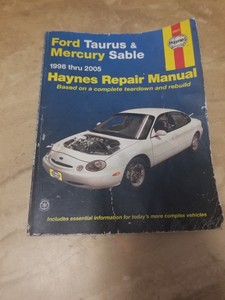 Ford Taurus &
Mercury Sable
1996 thru 2005
Haynes Repair Manual
Based on a complete teardown and rebuild
Haynes
Includes essential information for today's more complex vehicles